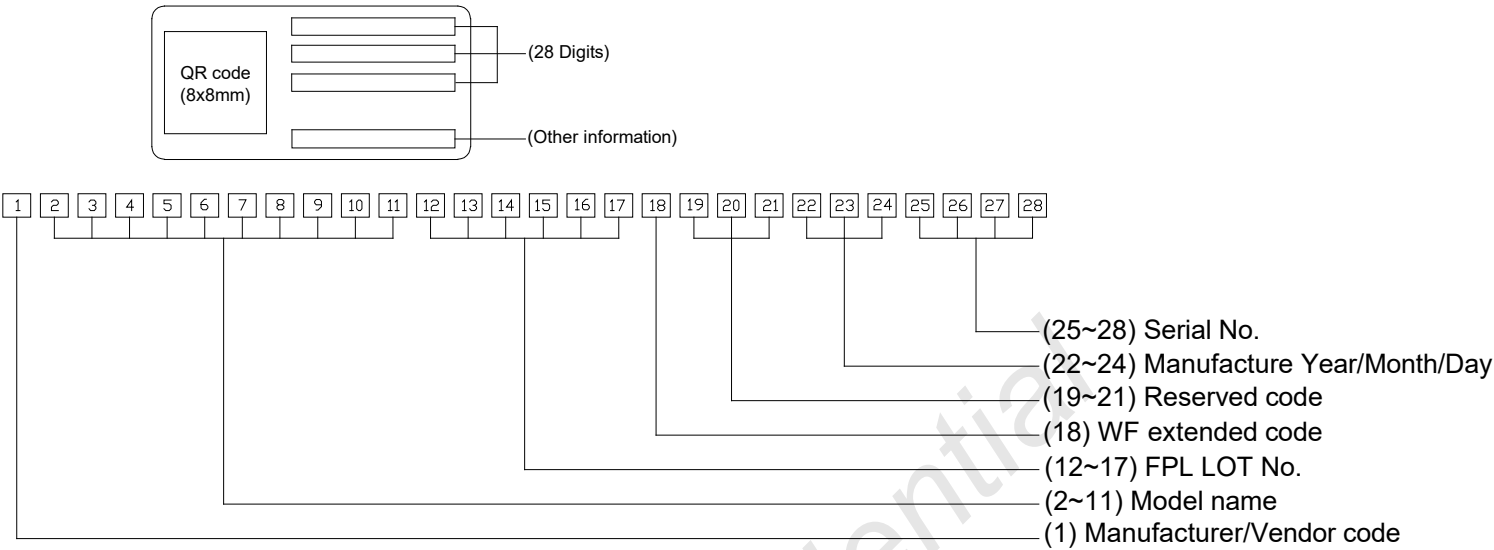 QR code
(8x8mm)
(28 Digits)
(Other information)
1 2 3 4 5 6 7 8 9 10 11 12 13 14 15 16 17 18 19 20 21 22 23 24 25 26 27 28
(25~28) Serial No.
(22~24) Manufacture Year/Month/Day
(19~21) Reserved code
(18) WF extended code
(12~17) FPL LOT No.
(2~11) Model name
(1) Manufacturer/Vendor code